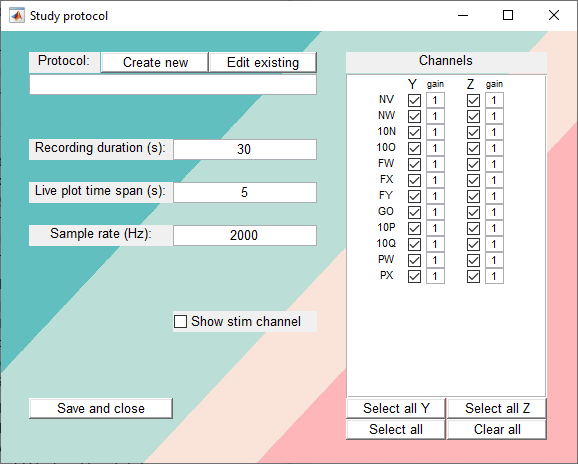 Study protocol
Protocol: Create new Edit existing
Recording duration (s): 30
Live plot time span (s): 5
Sample rate (Hz): 2000
Show stim channel
Save and close
Channels
Y gain Z gain
NV 1 1
NW 1 1
10N 1 1
10O 1 1
FW 1 1
FX 1 1
FY 1 1
GO 1 1
10P 1 1
10Q 1 1
PW 1 1
PX 1 1
Select all Y Select all Z
Select all Clear all